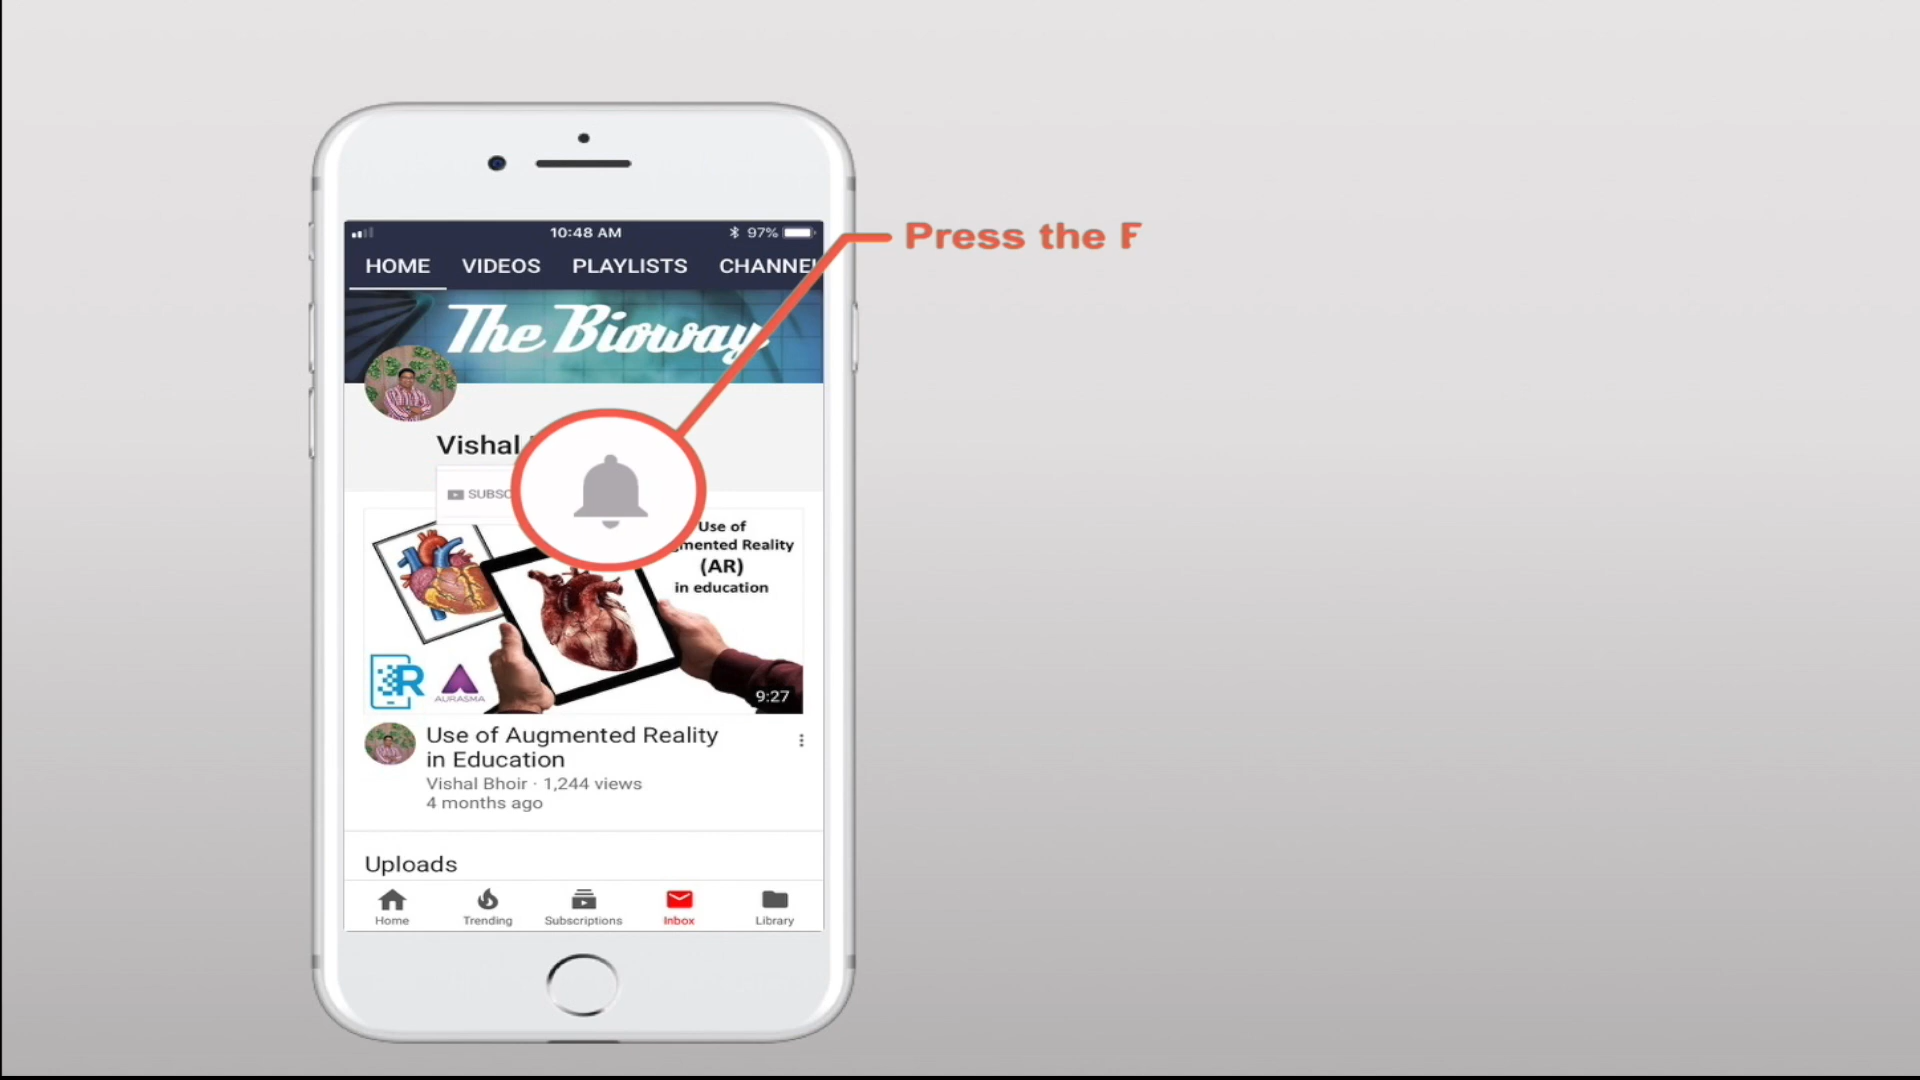 10:48 AM
97%
HOME VIDEOS PLAYLISTS CHANNEL
Press the
The Bioway
Vishal
SUBSC
Use of
mented Reality
(AR)
in education
R
AURASMA
9:27
Use of Augmented Reality
in Education
Vishal Bhoir · 1,244 views
4 months ago
Uploads
Home Trending Subscriptions Inbox Library